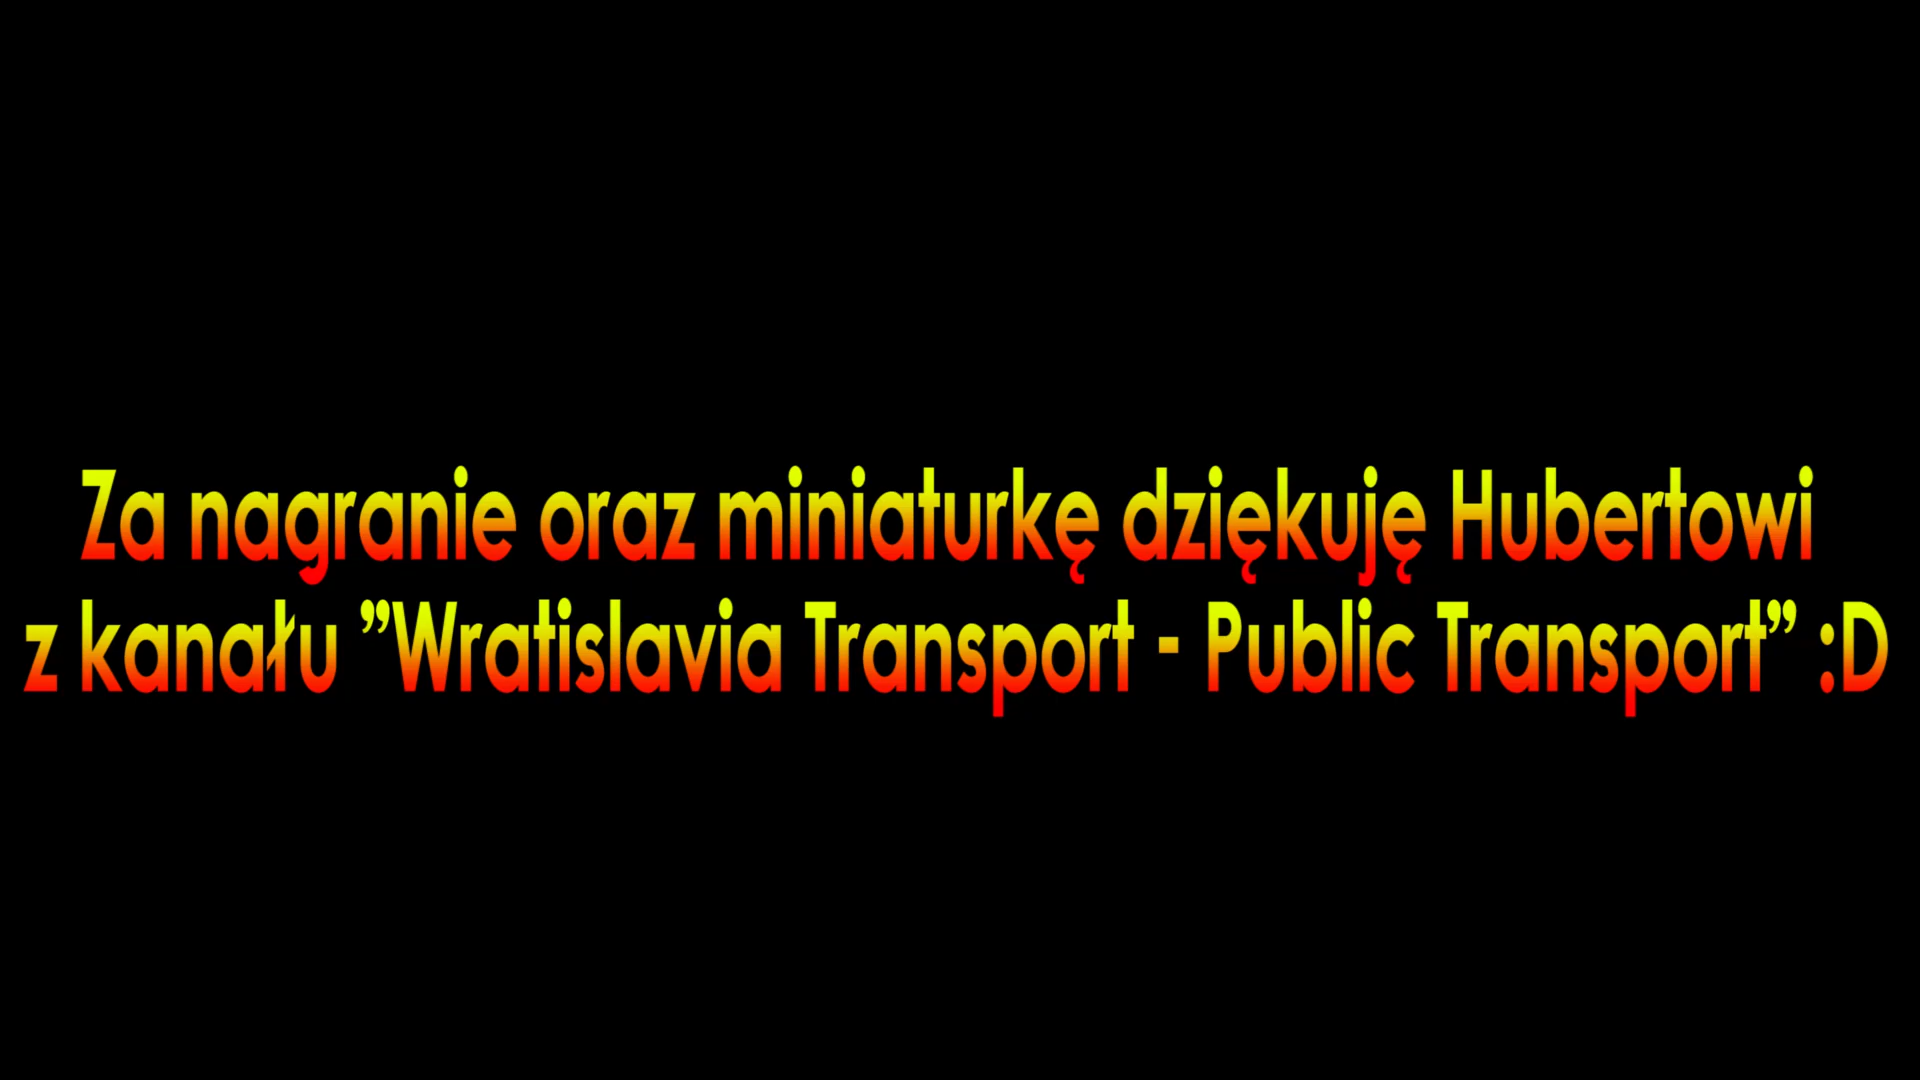 Za nagranie oraz miniaturkę dziękuję Hubertowi
z kanału ”Wratislavia Transport - Public Transport” :D